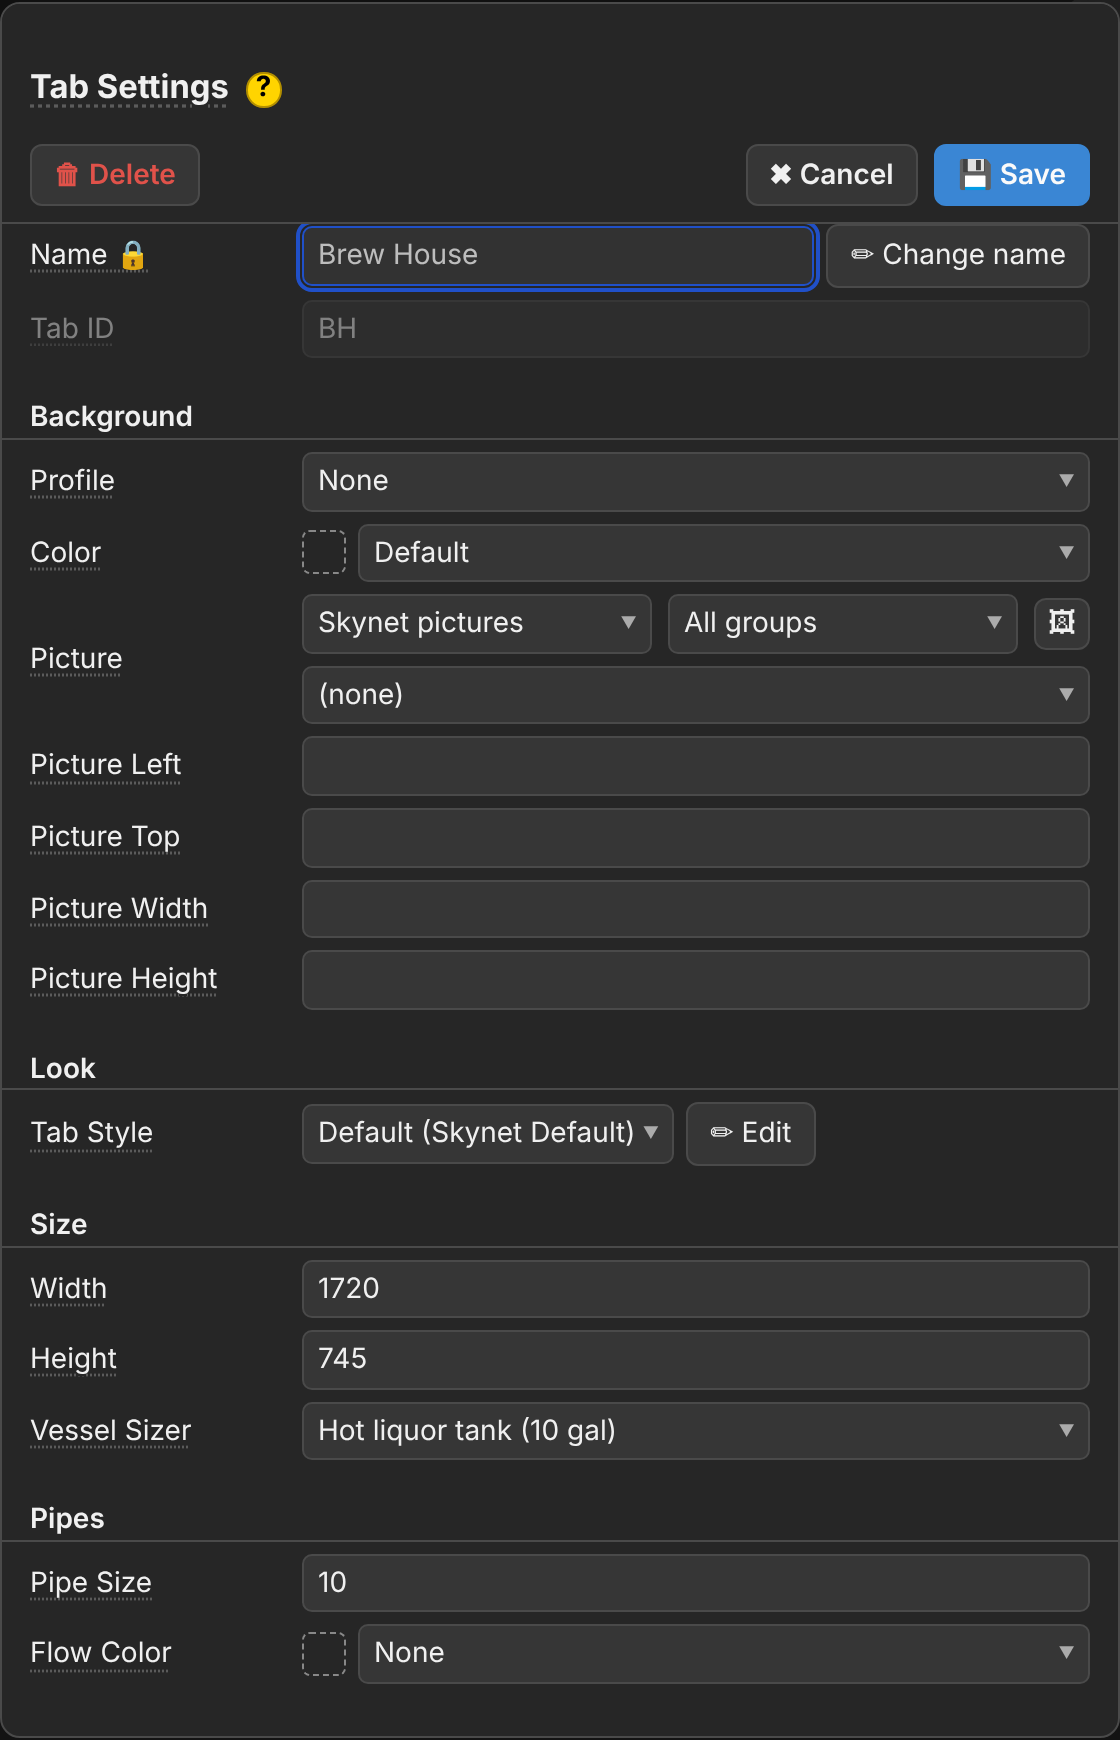 Tab Settings ?
Delete
Cancel
Save
Name
Brew House
Change name
Tab ID
BH
Background
Profile
None
Color
Default
Picture
Skynet pictures
All groups
(none)
Picture Left
Picture Top
Picture Width
Picture Height
Look
Tab Style
Default (Skynet Default)
Edit
Size
Width
1720
Height
745
Vessel Sizer
Hot liquor tank (10 gal)
Pipes
Pipe Size
10
Flow Color
None